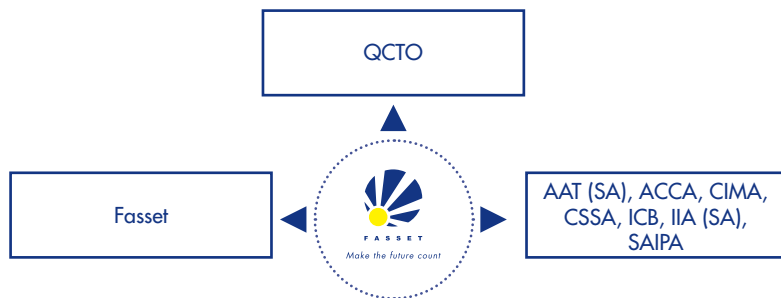 QCTO
Fasset
FASSET
Make the future count
AAT (SA), ACCA, CIMA,
CSSA, ICB, IIA (SA),
SAIPA